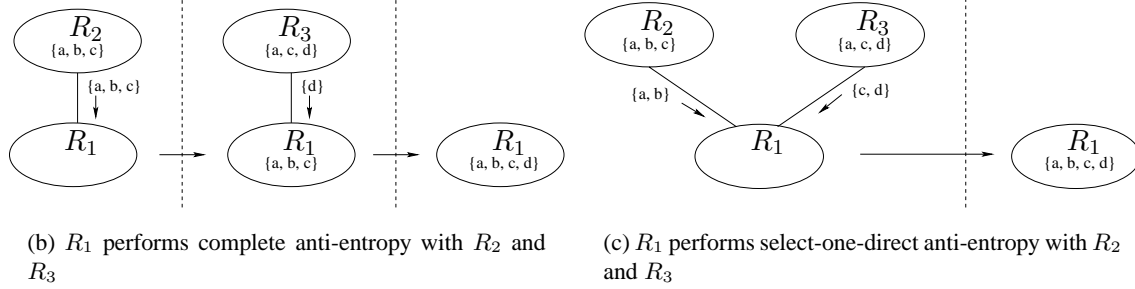 R2
{a, b, c}
{a, b, c}
R1
R3
{a, c, d}
{d}
R1
{a, b, c}
R1
{a, b, c, d}
(b) R1 performs complete anti-entropy with R2 and
R3
R2
{a, b, c}
R3
{a, c, d}
{a, b}
{c, d}
R1
R1
{a, b, c, d}
(c) R1 performs select-one-direct anti-entropy with R2
and R3